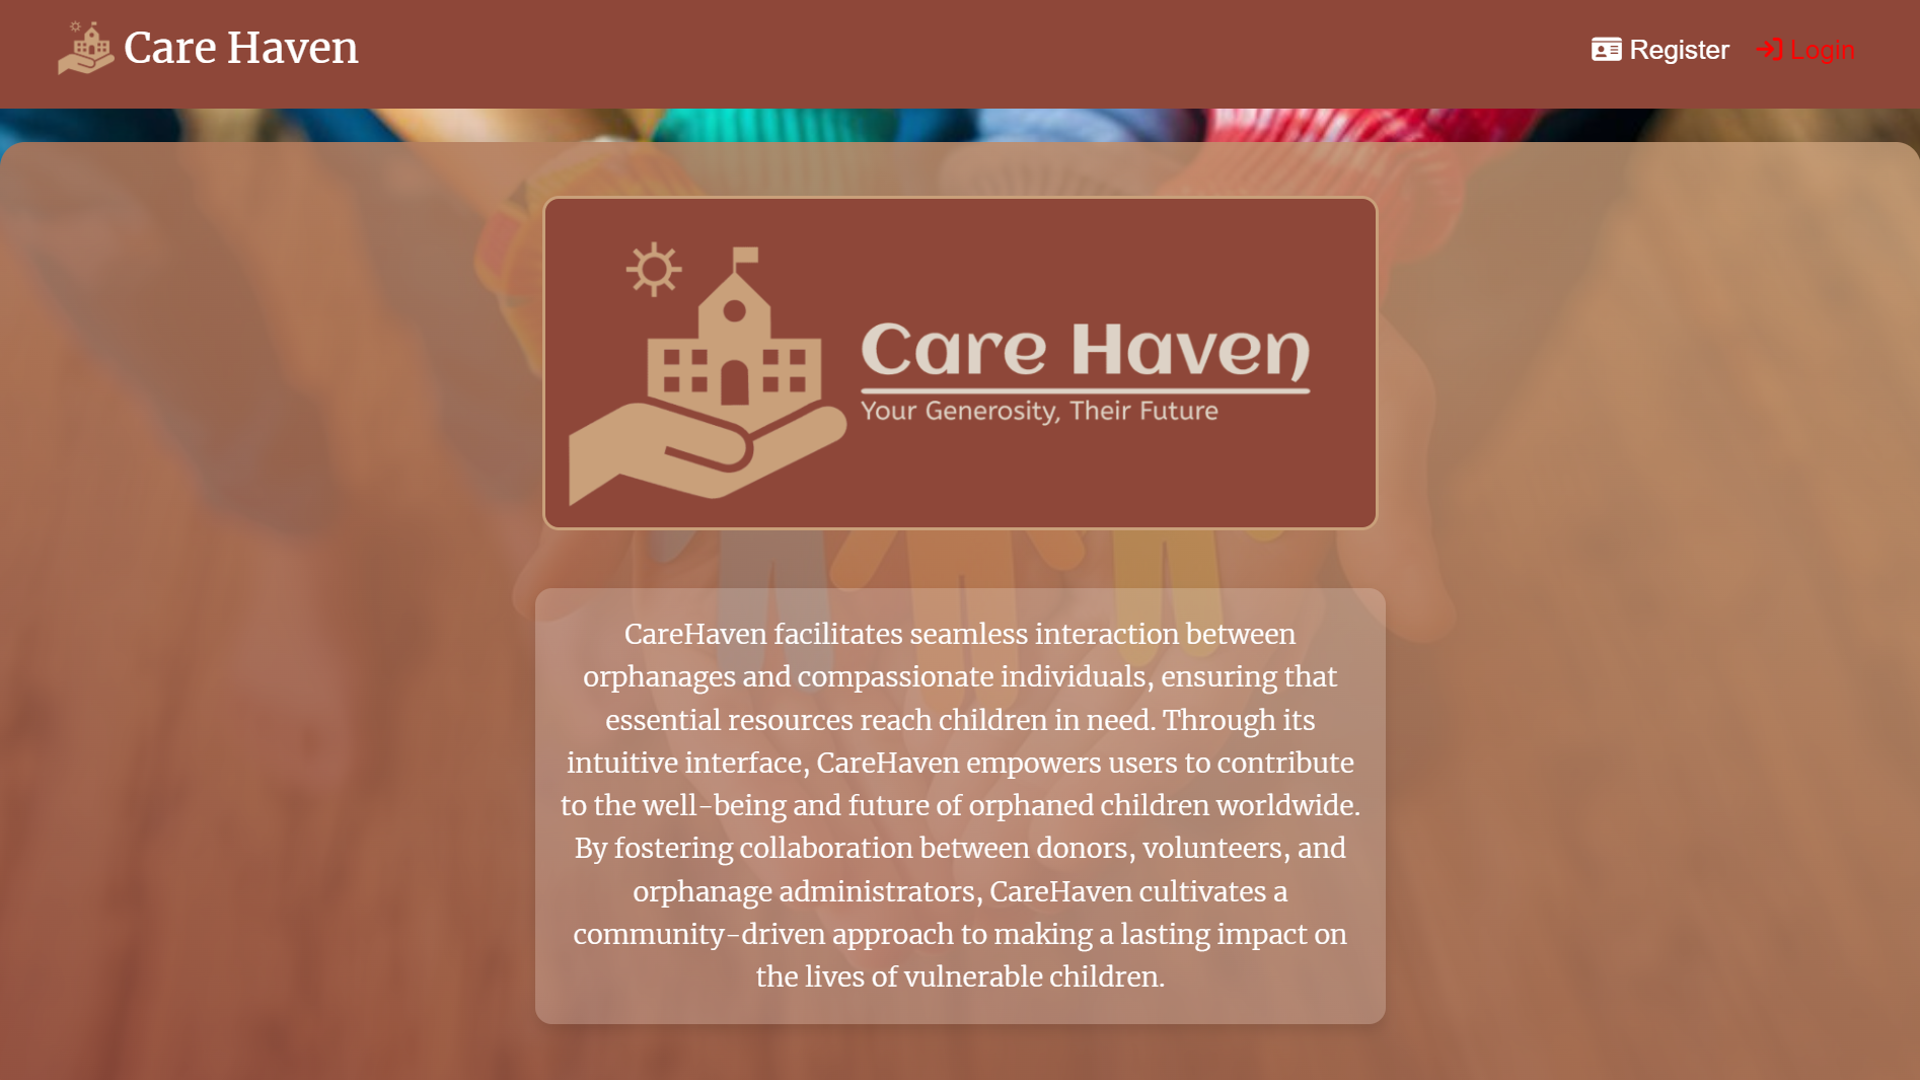 Care Haven
Register
Login
Care Haven
Your Generosity, Their Future
CareHaven facilitates seamless interaction between
orphanages and compassionate individuals, ensuring that
essential resources reach children in need. Through its
intuitive interface, CareHaven empowers users to contribute
to the well-being and future of orphaned children worldwide.
By fostering collaboration between donors, volunteers, and
orphanage administrators, CareHaven cultivates a
community-driven approach to making a lasting impact on
the lives of vulnerable children.